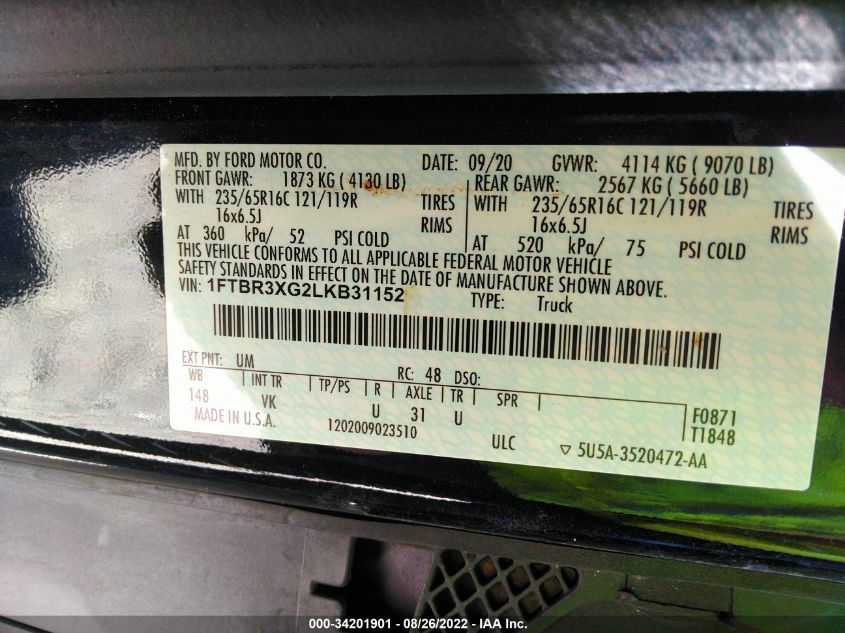 MFD. BY FORD MOTOR CO. DATE: 09/20 GVWR: 4114 KG ( 9070 LB)
FRONT GAWR: 1873 KG ( 4130 LB) REAR GAWR: 2567 KG ( 5660 LB)
WITH 235/65R16C 121/119R TIRES WITH 235/65R16C 121/119R TIRES
16x6.5J RIMS 16x6.5J RIMS
AT 360 kPa/ 52 PSI COLD AT 520 kPa/ 75 PSI COLD
THIS VEHICLE CONFORMS TO ALL APPLICABLE FEDERAL MOTOR VEHICLE
SAFETY STANDARDS IN EFFECT ON THE DATE OF MANUFACTURE SHOWN ABOVE.
VIN: 1FTBR3XG2LKB31152 TYPE: Truck
EXT PNT: UM RC: 48 DSO:
WB INT TR TP/PS R AXLE TR SPR
148 VK U 31 U F0871
MADE IN U.S.A. T1848
1202009023510 ULC ▽ 5U5A-3520472-AA
000-34201901 - 08/26/2022 - IAA Inc.